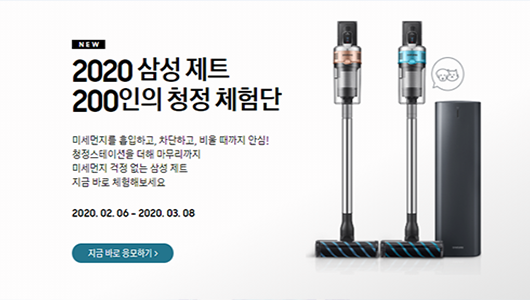 NEW
2020 삼성 제트
200인의 청정 체험단
미세먼지를 흡입하고, 차단하고, 비울 때까지 안심!
청정스테이션을 더해 마무리까지
미세먼지 걱정 없는 삼성 제트
지금 바로 체험해보세요
2020. 02. 06 - 2020. 03. 08
지금 바로 응모하기 >